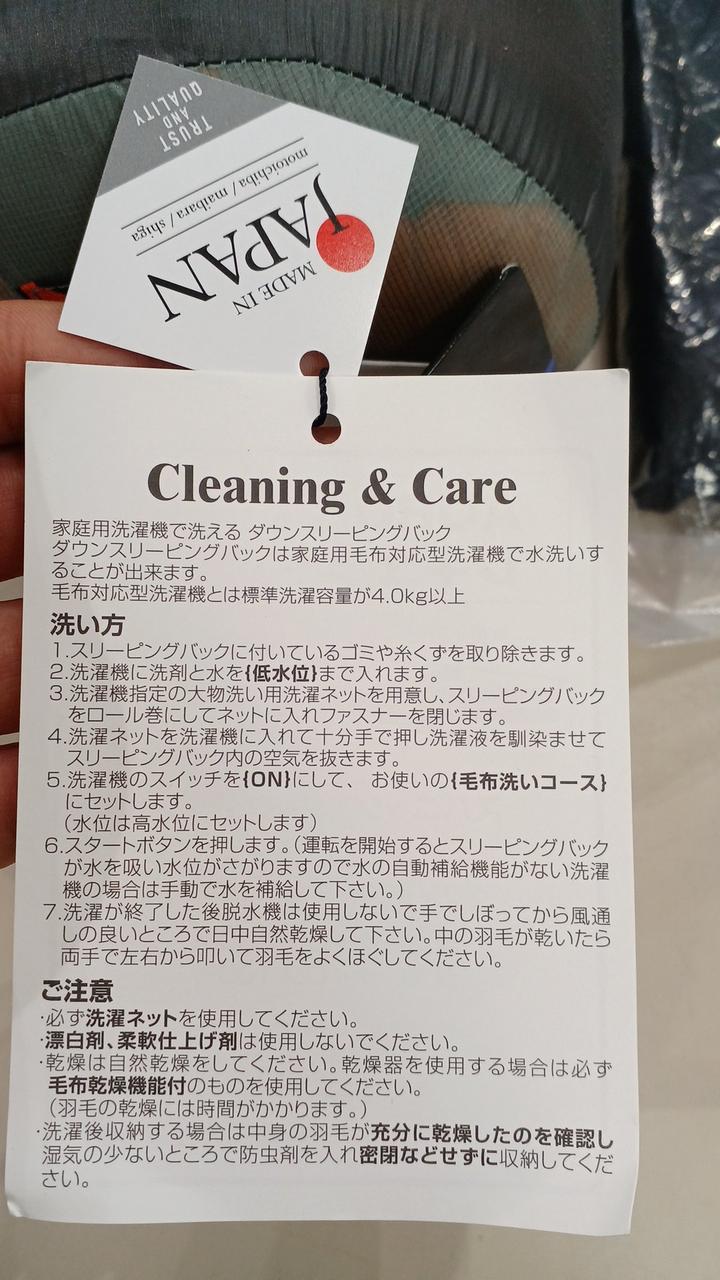 TRUST
AND
QUALITY
motoichiba / maibara / shiga
JAPAN
MADE IN
Cleaning & Care
家庭用洗濯機で洗える ダウンスリーピングバック
ダウンスリーピングバックは家庭用毛布対応型洗濯機で水洗いす
ることが出来ます。
毛布対応型洗濯機とは標準洗濯容量が4.0kg以上
洗い方
1.スリーピングバックに付いているゴミや糸くずを取り除きます。
2.洗濯機に洗剤と水を{低水位}まで入れます。
3.洗濯機指定の大物洗い用洗濯ネットを用意し、スリーピングバック
をロール巻にしてネットに入れファスナーを閉じます。
4.洗濯ネットを洗濯機に入れて十分手で押し洗濯液を馴染ませて
スリーピングバック内の空気を抜きます。
5.洗濯機のスイッチを{ON}にして、 お使いの{毛布洗いコース}
にセットします。
(水位は高水位にセットします)
6.スタートボタンを押します。(運転を開始するとスリーピングバック
が水を吸い水位がさがりますので水の自動補給機能がない洗濯
機の場合は手動で水を補給して下さい。)
7.洗濯が終了した後脱水機は使用しないで手でしぼってから風通
しの良いところで日中自然乾燥して下さい。中の羽毛が乾いたら
両手で左右から叩いて羽毛をよくほぐしてください。
ご注意
·必ず洗濯ネットを使用してください。
·漂白剤、柔軟仕上げ剤は使用しないでください。
·乾燥は自然乾燥をしてください。乾燥器を使用する場合は必ず
毛布乾燥機能付のものを使用してください。
(羽毛の乾燥には時間がかかります。)
·洗濯後収納する場合は中身の羽毛が充分に乾燥したのを確認し
湿気の少ないところで防虫剤を入れ密閉などせずに収納してくだ
さい。